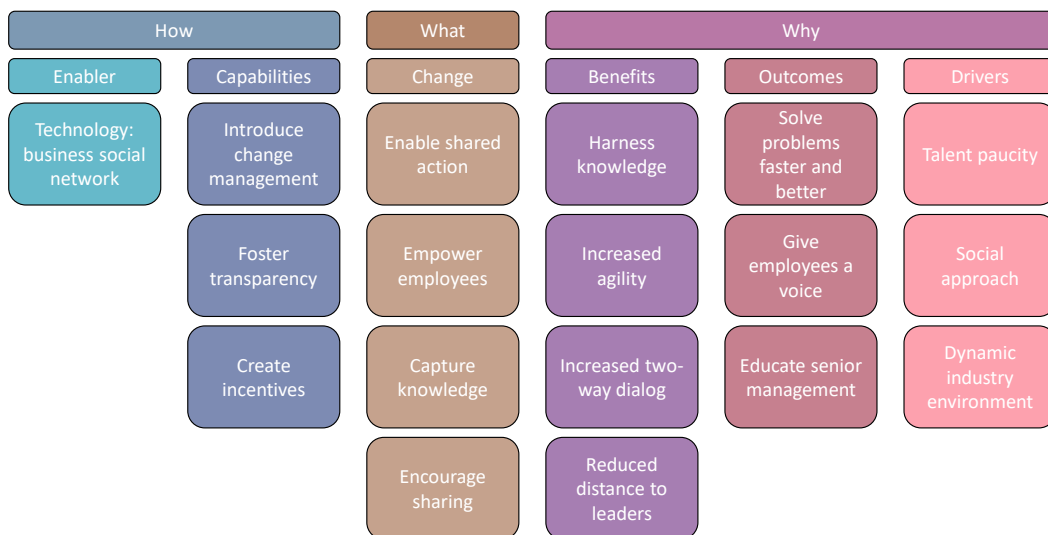 How
What
Why
Enabler
Capabilities
Change
Benefits
Outcomes
Drivers
Technology:
business social
network
Introduce
change
management
Enable shared
action
Harness
knowledge
Solve
problems
faster and
better
Talent paucity
Foster
transparency
Empower
employees
Increased
agility
Give
employees a
voice
Social
approach
Create
incentives
Capture
knowledge
Increased two-
way dialog
Educate senior
management
Dynamic
industry
environment
Encourage
sharing
Reduced
distance to
leaders